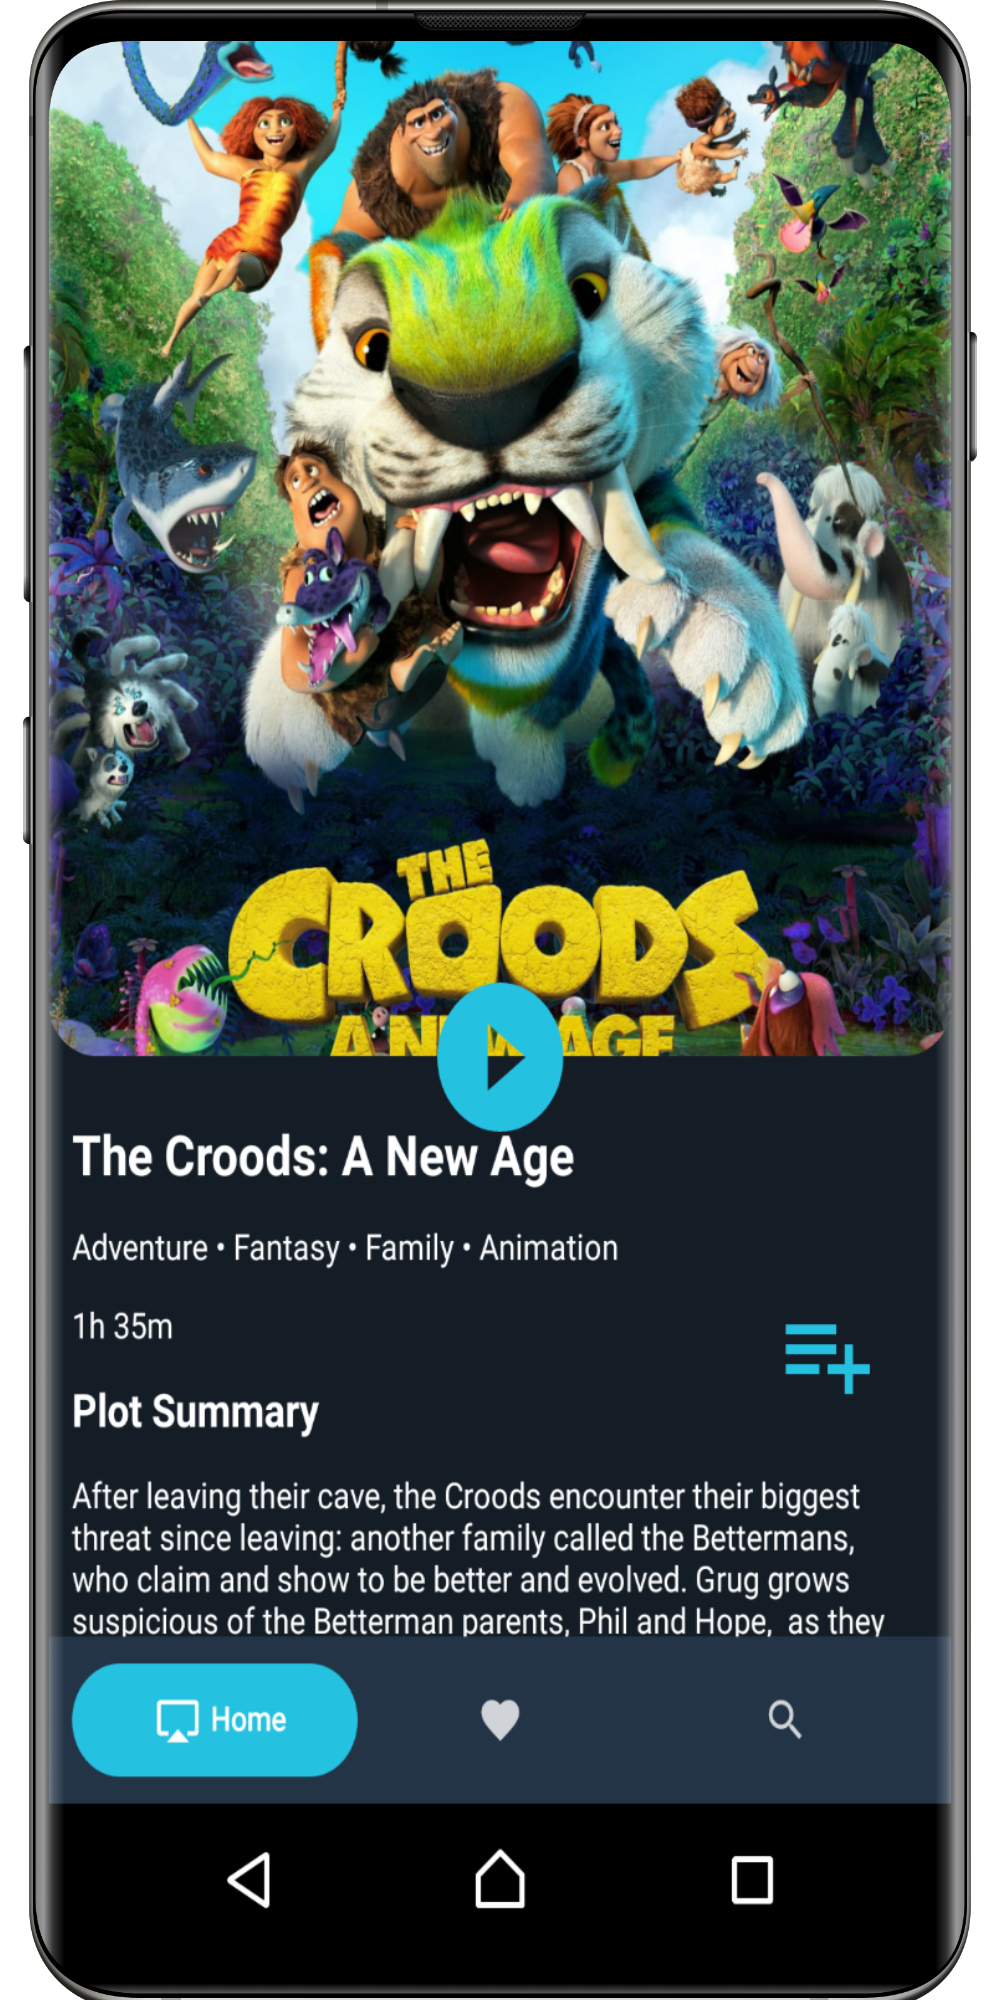 THE
CROODS
A NEW AGE
The Croods: A New Age
Adventure • Fantasy • Family • Animation
1h 35m
Plot Summary
After leaving their cave, the Croods encounter their biggest
threat since leaving: another family called the Bettermans,
who claim and show to be better and evolved. Grug grows
suspicious of the Betterman parents, Phil and Hope,  as they
Home